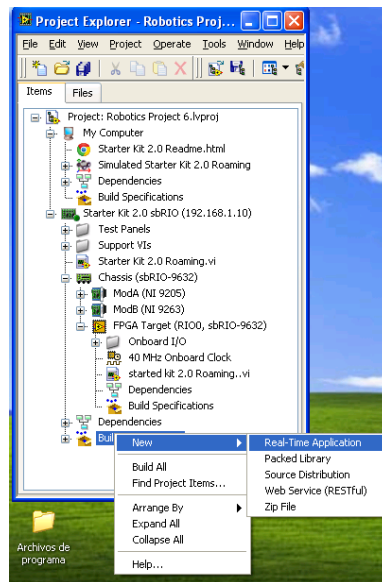 Project Explorer - Robotics Proj...
File Edit View Project Operate Tools Window Help
Items Files
Project: Robotics Project 6.lvproj
My Computer
Starter Kit 2.0 Readme.html
Simulated Starter Kit 2.0 Roaming
Dependencies
Build Specifications
Starter Kit 2.0 sbRIO (192.168.1.10)
Test Panels
Support VIs
Starter Kit 2.0 Roaming.vi
Chassis (sbRIO-9632)
ModA (NI 9205)
ModB (NI 9263)
FPGA Target (RIO0, sbRIO-9632)
Onboard I/O
40 MHz Onboard Clock
started kit 2.0 Roaming..vi
Dependencies
Build Specifications
Dependencies
Buil
New
Build All
Find Project Items...
Arrange By
Expand All
Collapse All
Help...
Real-Time Application
Packed Library
Source Distribution
Web Service (RESTful)
Zip File
Archivos de
programa